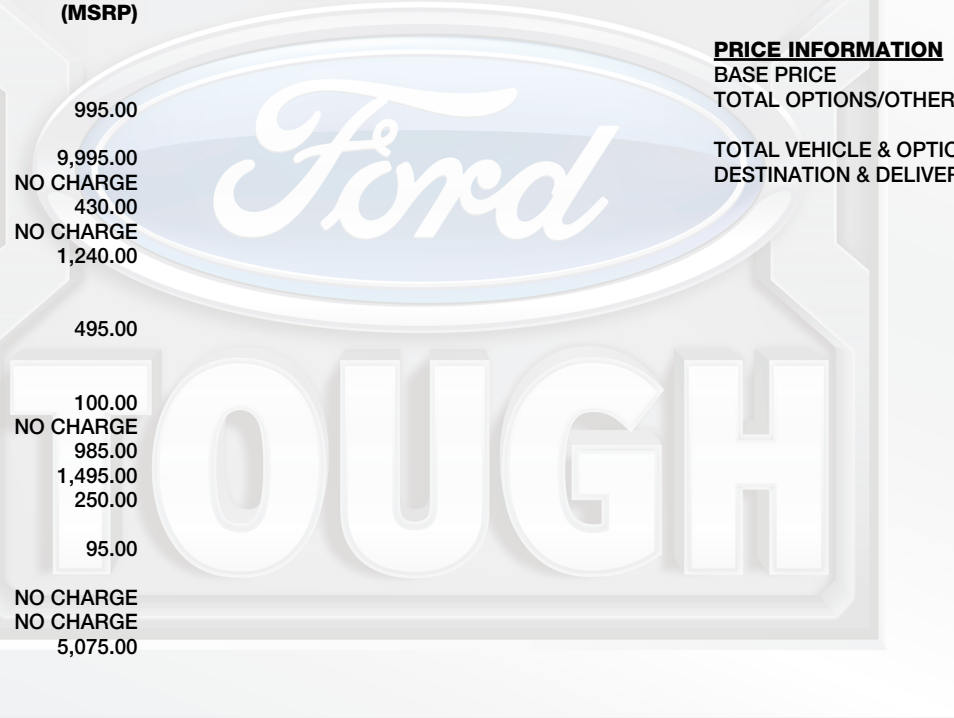 (MSRP)
995.00
9,995.00
NO CHARGE
430.00
NO CHARGE
1,240.00
495.00
100.00
NO CHARGE
985.00
1,495.00
250.00
95.00
NO CHARGE
NO CHARGE
5,075.00
PRICE INFORMATION
BASE PRICE
TOTAL OPTIONS/OTHER
TOTAL VEHICLE & OPTIO
DESTINATION & DELIVER
Ford
TOUGH